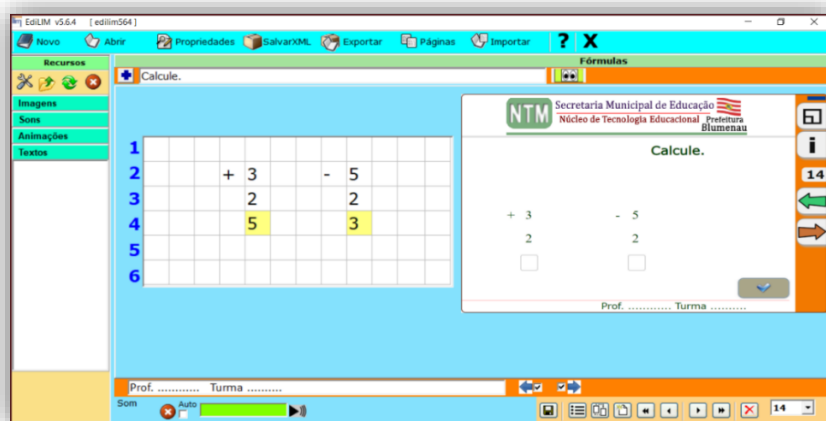 EdiLIM v5.6.4 [ edilim564 ]
Novo Abrir Propriedades SalvarXML Exportar Páginas Importar ? X
Recursos
Fórmulas
Calcule.
Imagens
Sons
Animações
Textos
1
2 + 3 - 5
3 2 2
4 5 3
5
6
NTM Secretaria Municipal de Educação
Núcleo de Tecnologia Educacional Prefeitura
Blumenau
Calcule.
+ 3 - 5
2 2
Prof. ............ Turma ..........
i
14
Prof. ............ Turma ..........
Som Auto 14